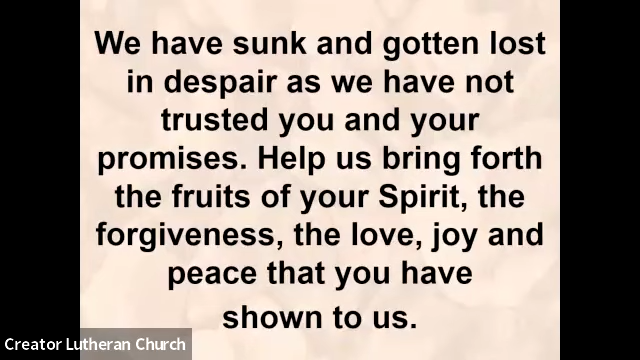 We have sunk and gotten lost
in despair as we have not
trusted you and your
promises. Help us bring forth
the fruits of your Spirit, the
forgiveness, the love, joy and
peace that you have
shown to us.
Creator Lutheran Church